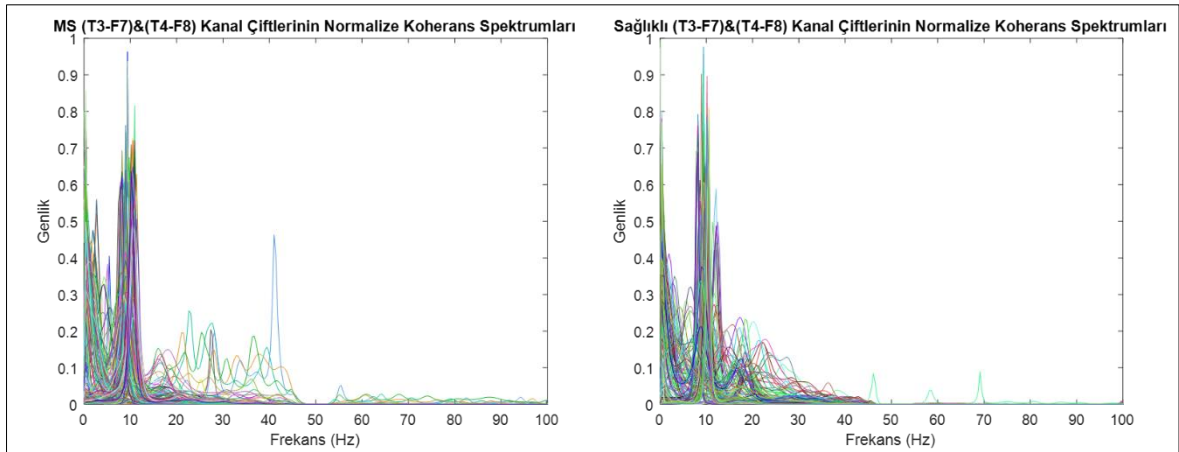 MS (T3-F7)&(T4-F8) Kanal Çiftlerinin Normalize Koherans Spektrumları
1
0.9
0.8
0.7
0.6
0.5
0.4
0.3
0.2
0.1
0
Genlik
0 10 20 30 40 50 60 70 80 90 100
Frekans (Hz)
Sağlıklı (T3-F7)&(T4-F8) Kanal Çiftlerinin Normalize Koherans Spektrumları
1
0.9
0.8
0.7
0.6
0.5
0.4
0.3
0.2
0.1
0
Genlik
0 10 20 30 40 50 60 70 80 90 100
Frekans (Hz)